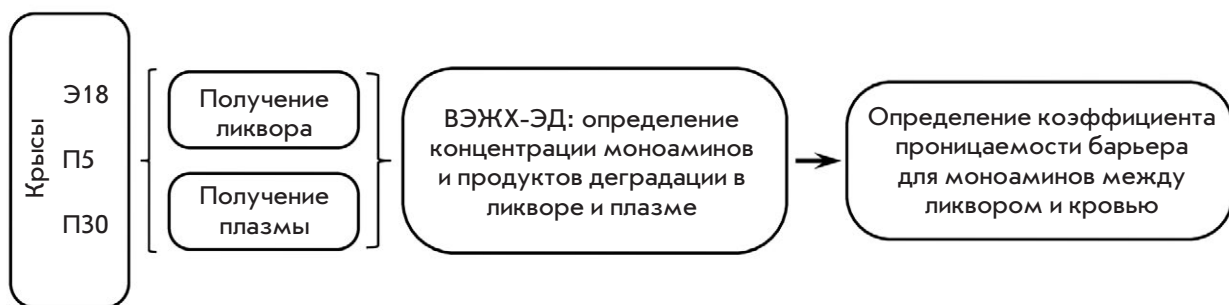 Крысы
Э18
П5
П30
Получение
ликвора
Получение
плазмы
ВЭЖХ-ЭД: определение
концентрации моноаминов
и продуктов деградации в
ликворе и плазме
Определение коэффициента
проницаемости барьера
для моноаминов между
ликвором и кровью